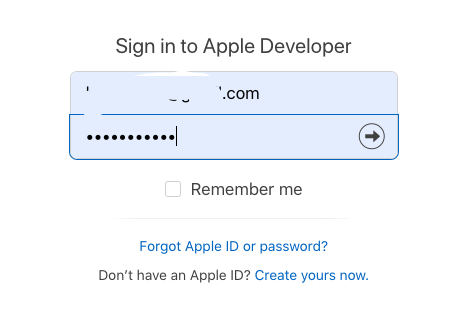 Sign in to Apple Developer
.com
•••••••••••
Remember me
Forgot Apple ID or password?
Don’t have an Apple ID? Create yours now.